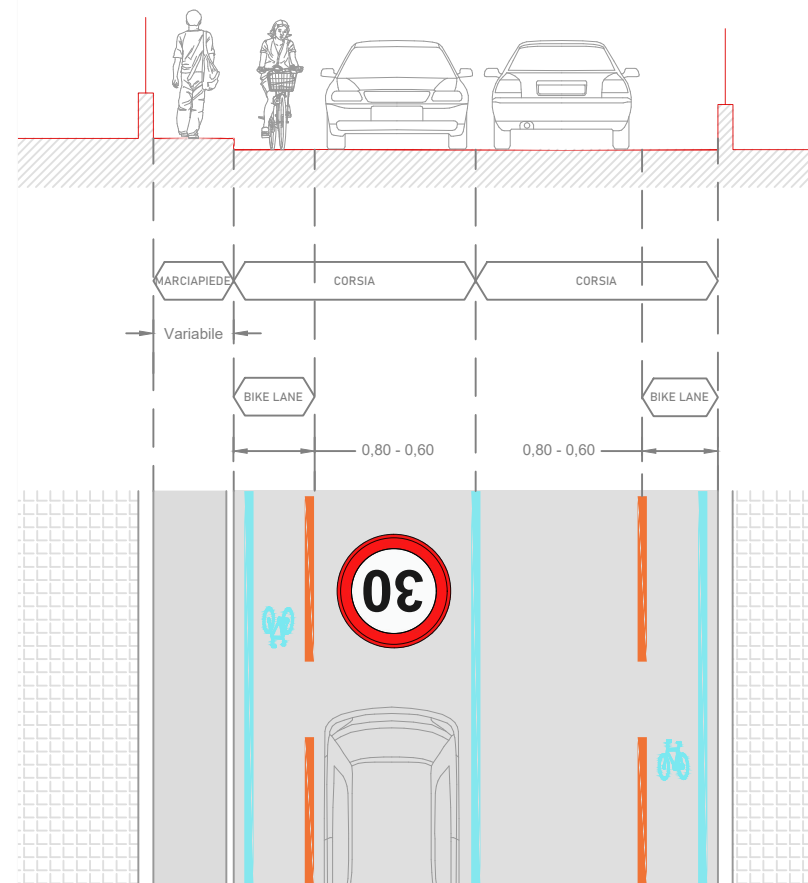 MARCIAPIEDE CORSIA CORSIA
Variabile
BIKE LANE BIKE LANE
0,80 - 0,60 0,80 - 0,60
30